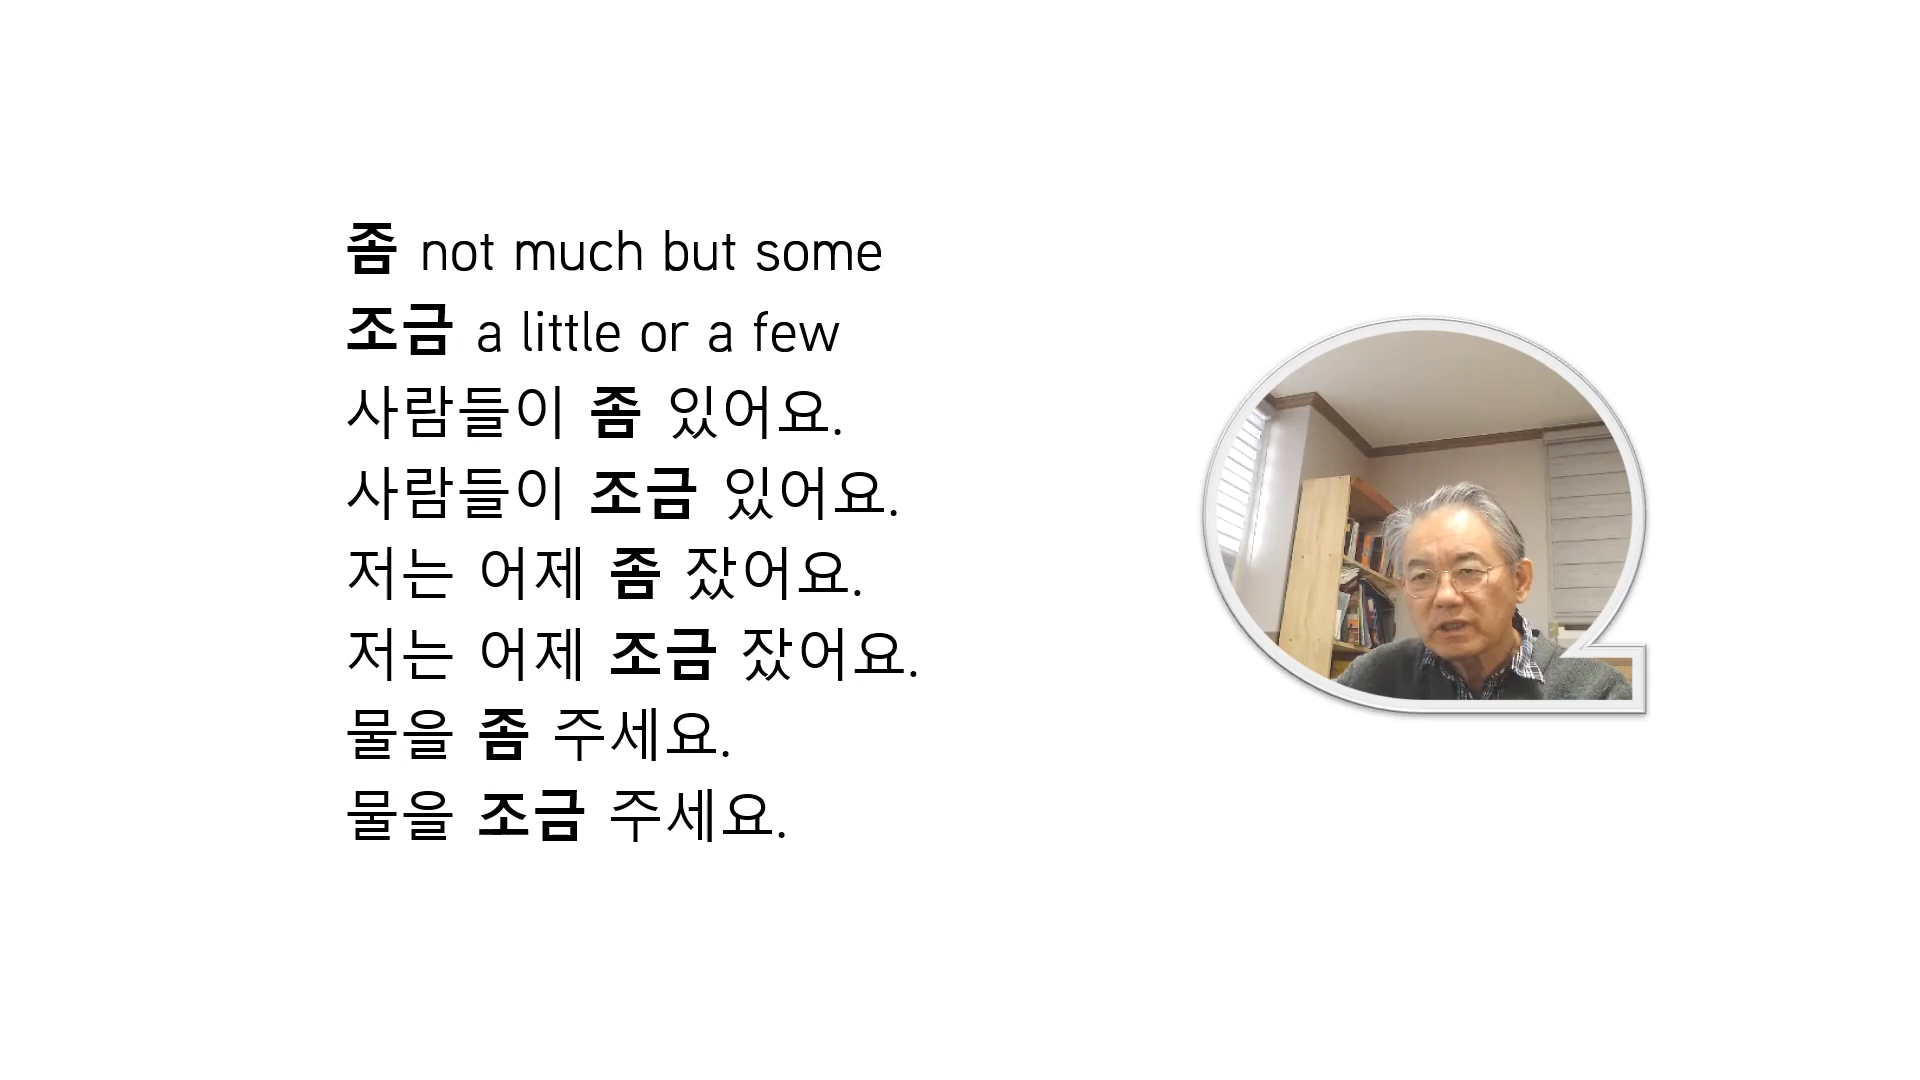 좀 not much but some
조금 a little or a few
사람들이 좀 있어요.
사람들이 조금 있어요.
저는 어제 좀 잤어요.
저는 어제 조금 잤어요.
물을 좀 주세요.
물을 조금 주세요.